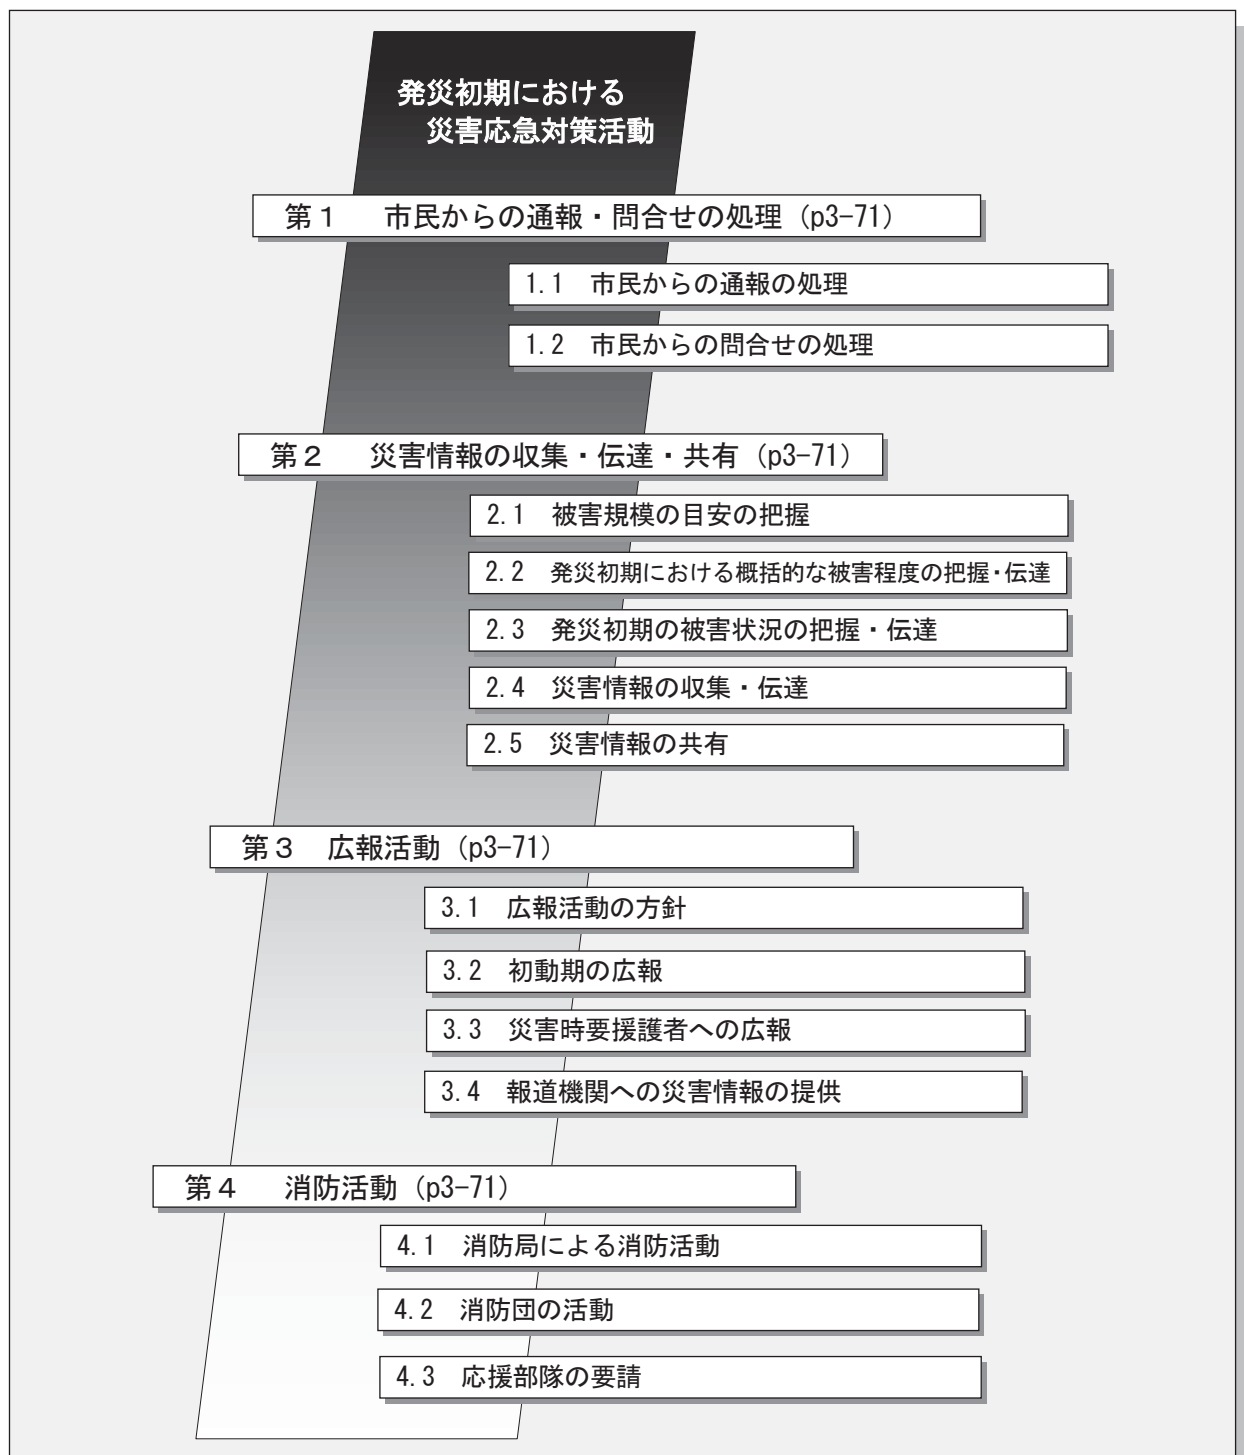 発災初期における
災害応急対策活動
第１　市民からの通報・問合せの処理（p3-71）
1.1　市民からの通報の処理
1.2　市民からの問合せの処理
第２　災害情報の収集・伝達・共有（p3-71）
2.1　被害規模の目安の把握
2.2　発災初期における概括的な被害程度の把握・伝達
2.3　発災初期の被害状況の把握・伝達
2.4　災害情報の収集・伝達
2.5　災害情報の共有
第３　広報活動（p3-71）
3.1　広報活動の方針
3.2　初動期の広報
3.3　災害時要援護者への広報
3.4　報道機関への災害情報の提供
第４　消防活動（p3-71）
4.1　消防局による消防活動
4.2　消防団の活動
4.3　応援部隊の要請